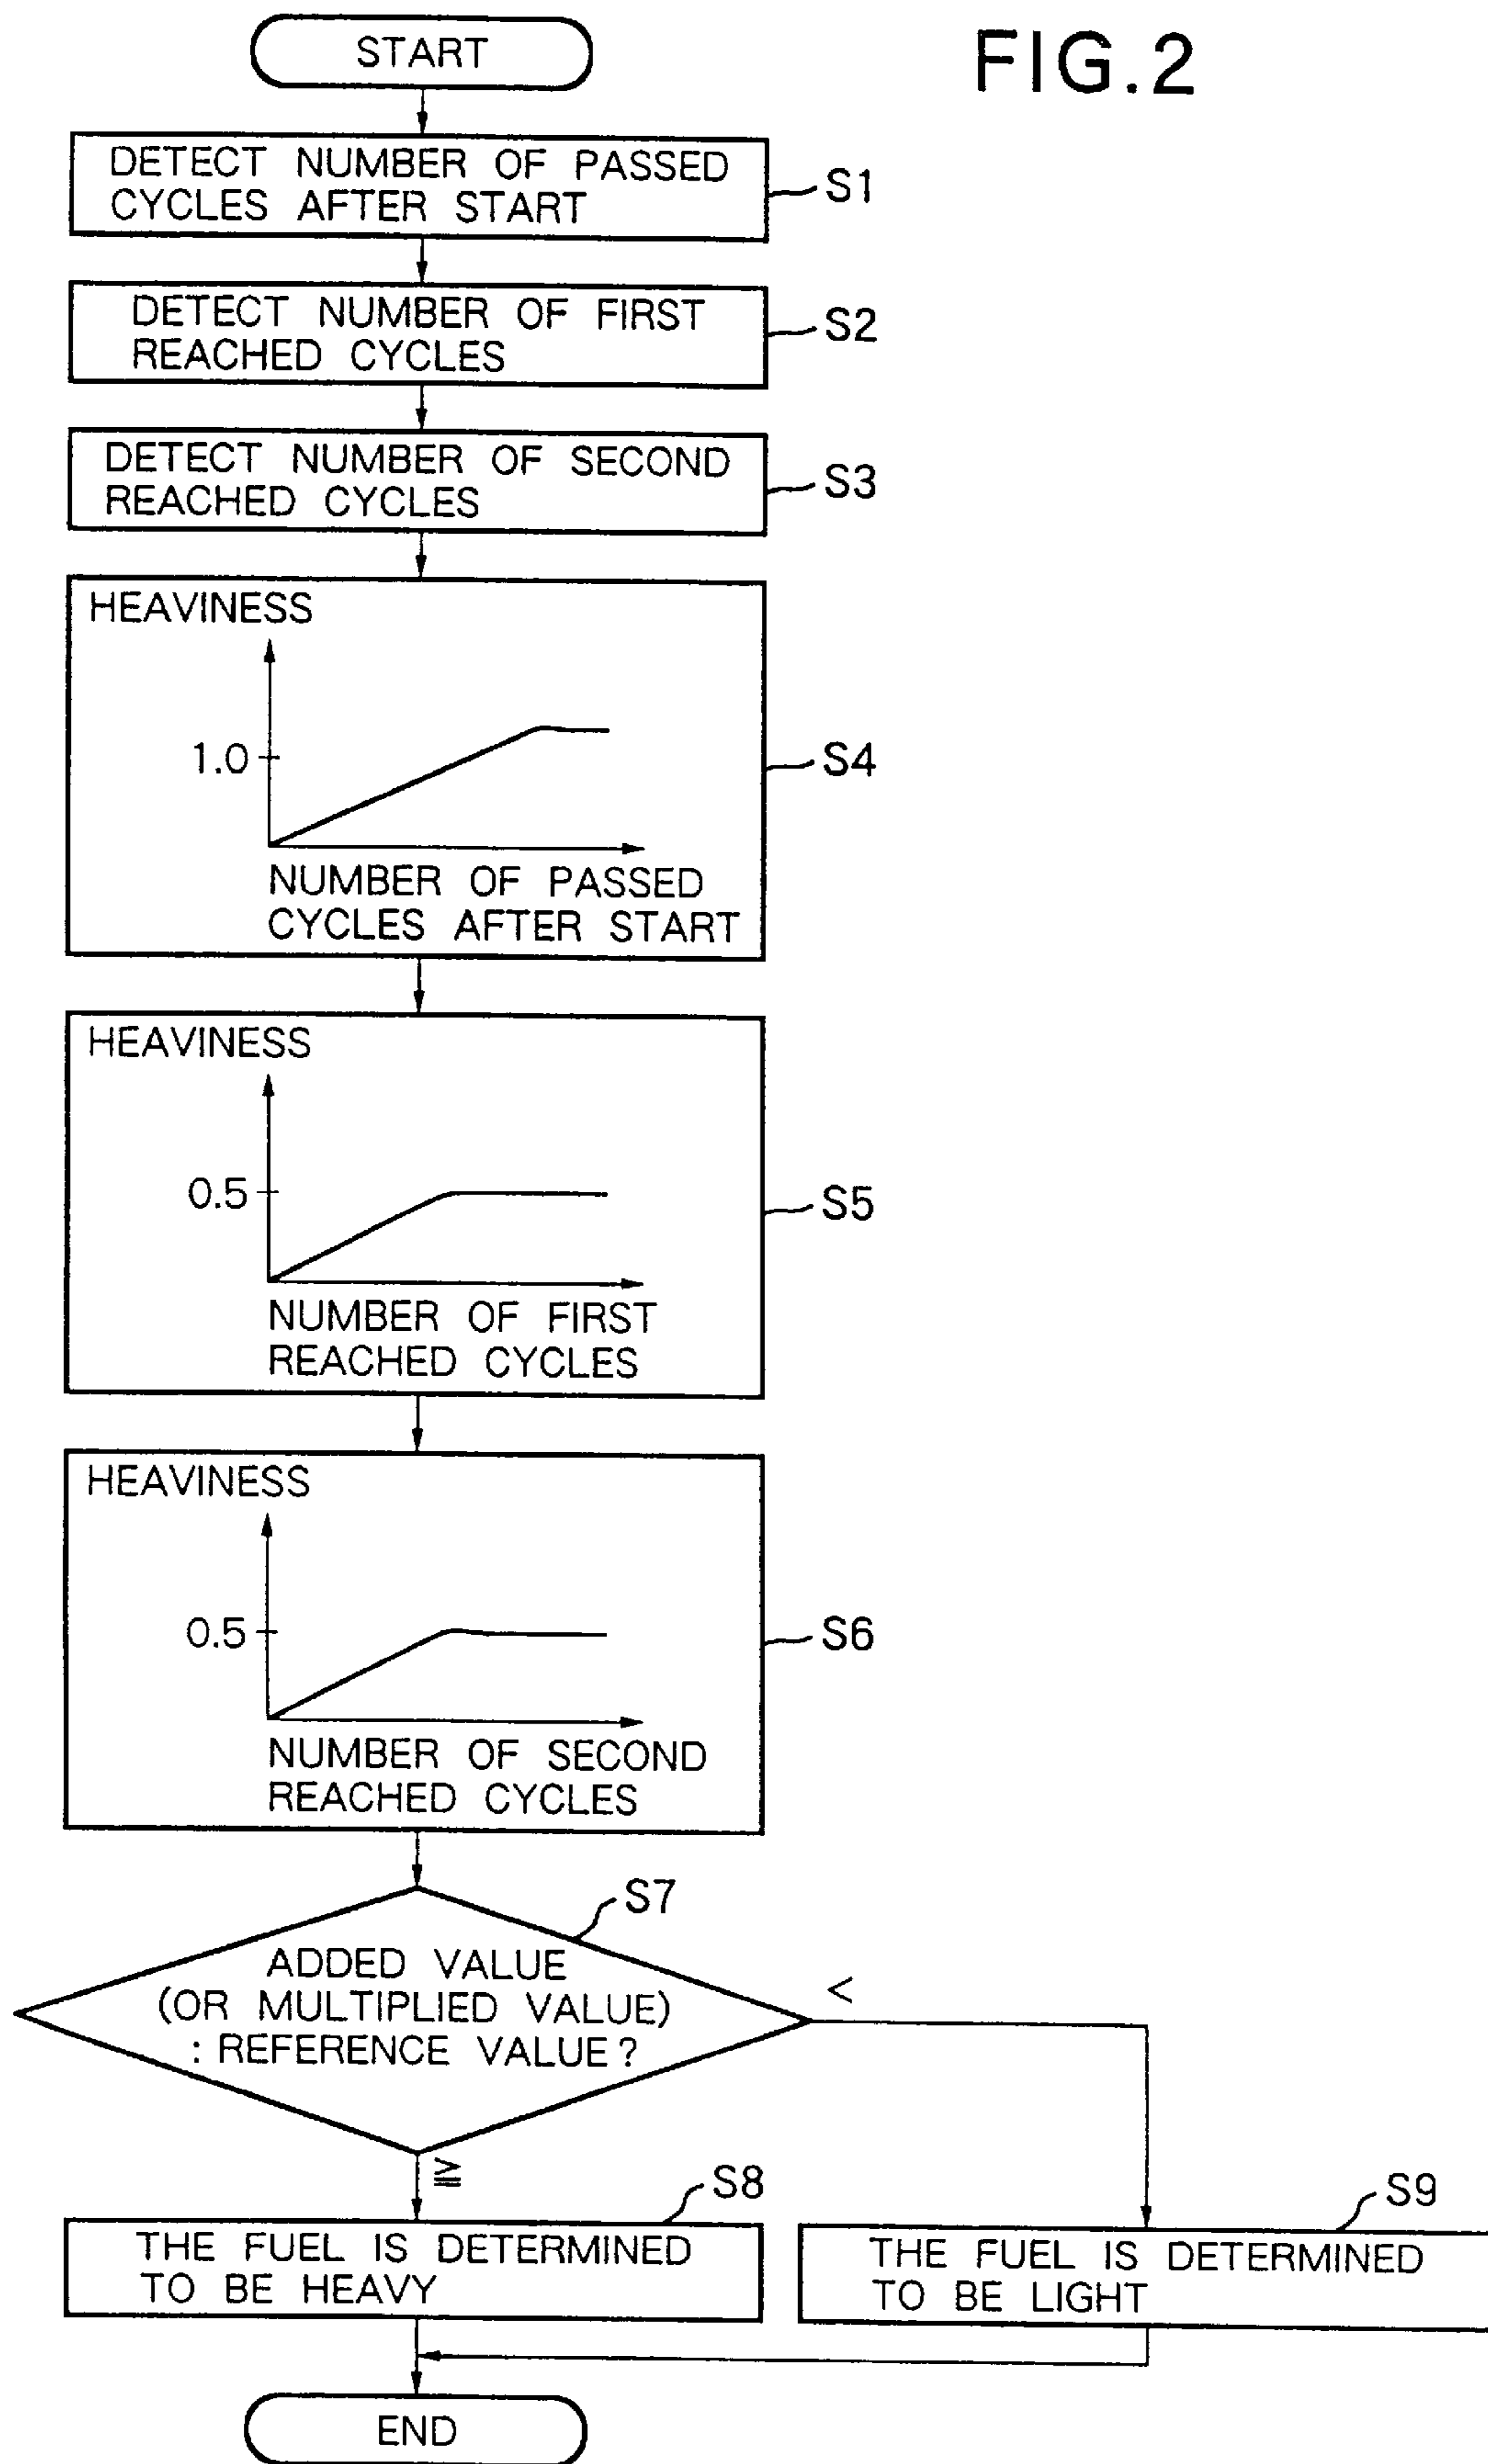 FIG.2
START
DETECT NUMBER OF PASSED
CYCLES AFTER START
S1
DETECT NUMBER OF FIRST
REACHED CYCLES
S2
DETECT NUMBER OF SECOND
REACHED CYCLES
S3
HEAVINESS
1.0
NUMBER OF PASSED
CYCLES AFTER START
S4
HEAVINESS
0.5
NUMBER OF FIRST
REACHED CYCLES
S5
HEAVINESS
0.5
NUMBER OF SECOND
REACHED CYCLES
S6
S7
ADDED VALUE
(OR MULTIPLIED VALUE)
: REFERENCE VALUE?
<
≧
S8
THE FUEL IS DETERMINED
TO BE HEAVY
S9
THE FUEL IS DETERMINED
TO BE LIGHT
END